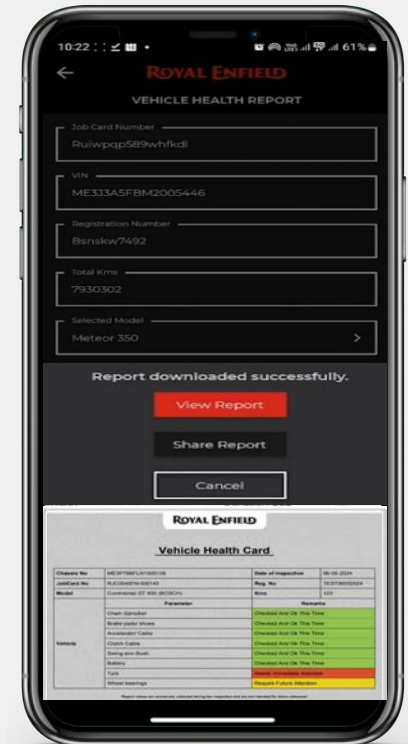 10:22
61%
ROYAL ENFIELD
VEHICLE HEALTH REPORT
Job Card Number
Ruiwpqp589whfkdl
VIN
ME3J3A5FBM2005446
Registration Number
Bsnskw7492
Total Kms
7930302
Selected Model
Meteor 350
Report downloaded successfully.
View Report
Share Report
Cancel
ROYAL ENFIELD
Vehicle Health Card
Chassis No Date of Inspection
JobCard No Reg. No
Model Continental GT 650 (BOSCH) Kms 123
Parameter Remarks
Chain Sprocket Checked And Ok This Time
Brake pads/ shoes Checked And Ok This Time
Accelerator Cable Checked And Ok This Time
Vehicle Clutch Cable Checked And Ok This Time
Swing arm Bush Checked And Ok This Time
Battery Checked And Ok This Time
Tyre Needs Immediate Attention
Wheel bearings Require Future Attention